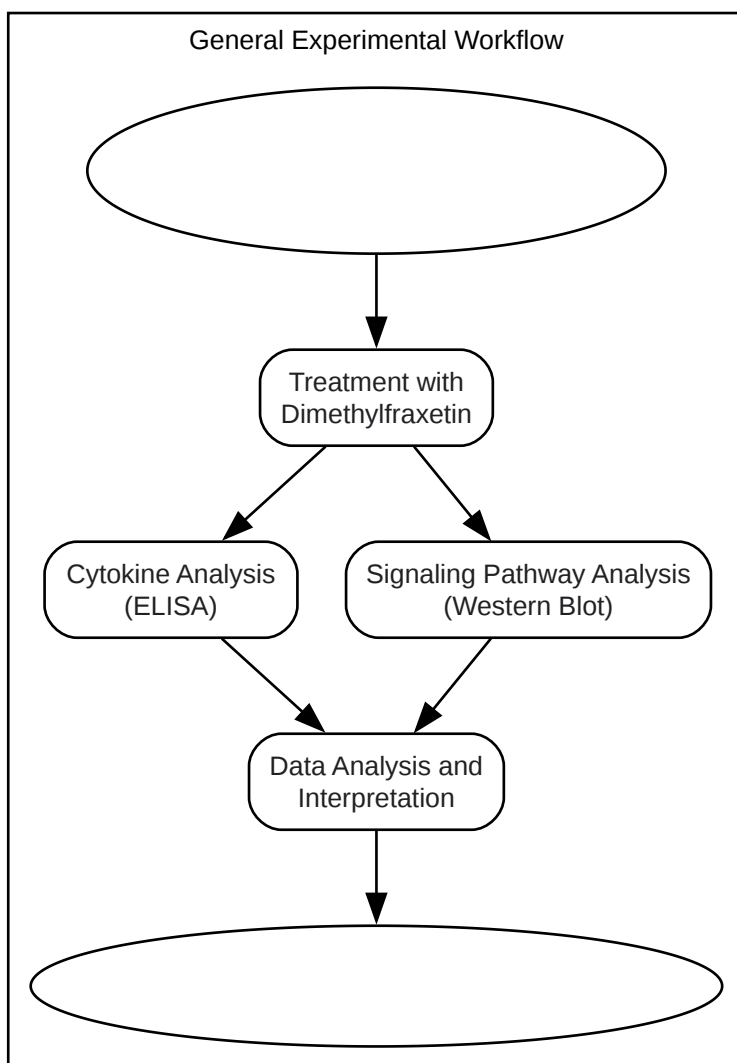 General Experimental Workflow
Treatment with
Dimethylfraxetin
Cytokine Analysis
(ELISA)
Signaling Pathway Analysis
(Western Blot)
Data Analysis and
Interpretation